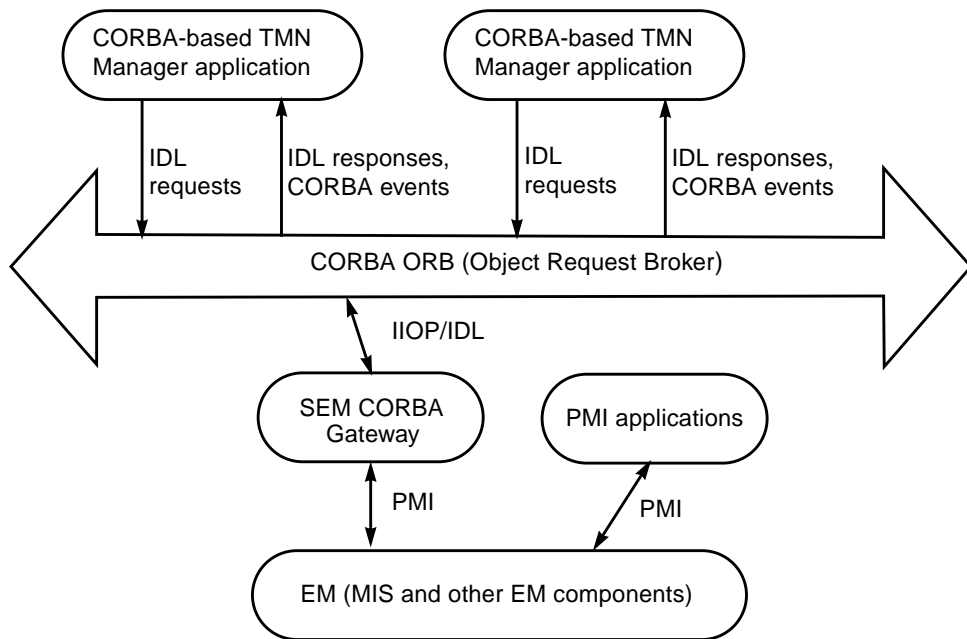 CORBA-based TMN
Manager application
CORBA-based TMN
Manager application
IDL
requests
IDL responses,
CORBA events
IDL
requests
IDL responses,
CORBA events
CORBA ORB (Object Request Broker)
IIOP/IDL
SEM CORBA
Gateway
PMI applications
PMI
PMI
EM (MIS and other EM components)